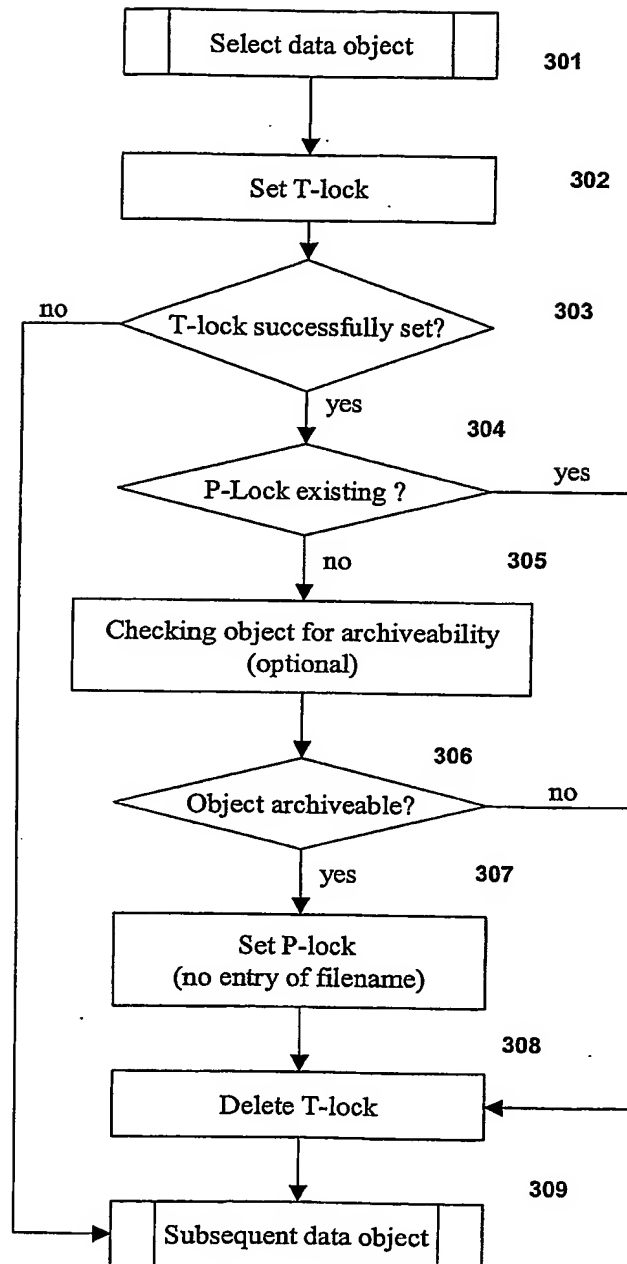 Select data object
301
Set T-lock
302
no
T-lock successfully set?
303
yes
304
P-Lock existing ?
yes
no
305
Checking object for archiveability
(optional)
306
Object archiveable?
no
yes
307
Set P-lock
(no entry of filename)
308
Delete T-lock
309
Subsequent data object